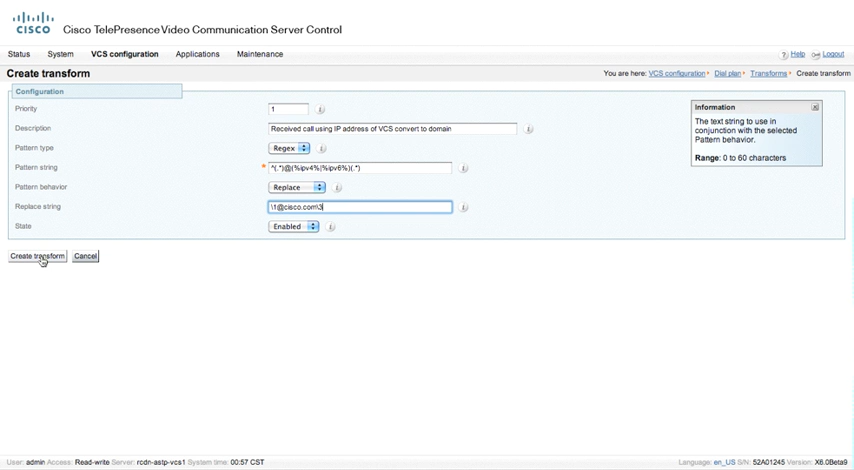 CISCO
Cisco TelePresence Video Communication Server Control
Status System VCS configuration Applications Maintenance ? Help Logout
Create transform You are here: VCS configuration Dial plan Transforms Create transform
Configuration
Priority 1 i
Description Received call using IP address of VCS convert to domain i
Pattern type Regex i
Pattern string * ^(.*)@(%ipv4%|%ipv6%)(.*) i
Pattern behavior Replace i
Replace string \1@cisco.com\3 i
State Enabled i
Information x
The text string to use in
conjunction with the selected
Pattern behavior.
Range: 0 to 60 characters
Create transform Cancel
User: admin Access: Read-write Server: rcdn-astp-vcs1 System time: 00:57 CST Language: en_US S/N: 52A01245 Version: X6.0Beta9